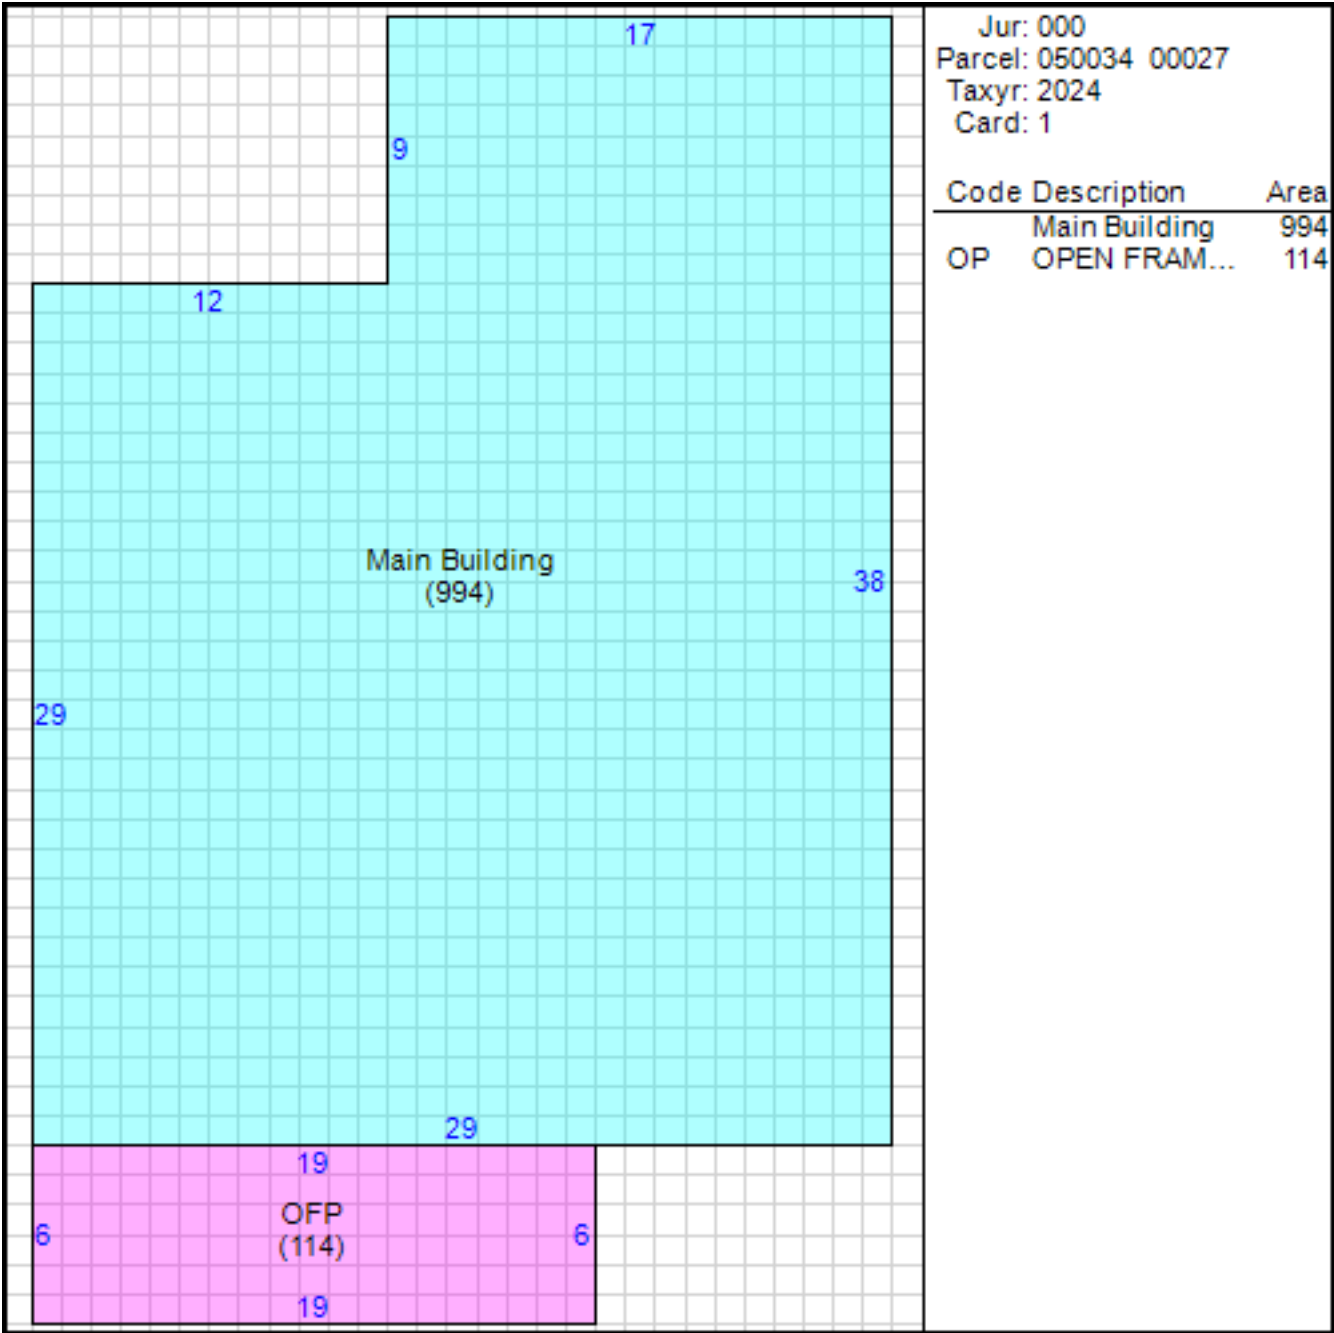 17
9
12
Main Building
(994)
38
29
29
19
OFP
(114)
6
6
19
Jur: 000
Parcel: 050034 00027
Taxyr: 2024
Card: 1
Code Description Area
Main Building 994
OP OPEN FRAM... 114